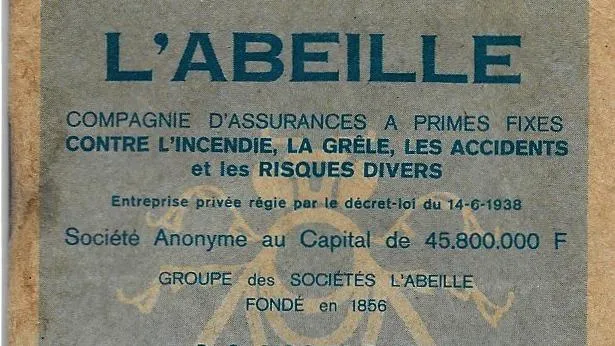 L'ABEILLE
COMPAGNIE D'ASSURANCES A PRIMES FIXES
CONTRE L'INCENDIE, LA GRÊLE, LES ACCIDENTS
et les RISQUES DIVERS
Entreprise privée régie par le décret-loi du 14-6-1938
Société Anonyme au Capital de 45.800.000 F
GROUPE des SOCIÉTÉS L'ABEILLE
FONDÉ en 1856